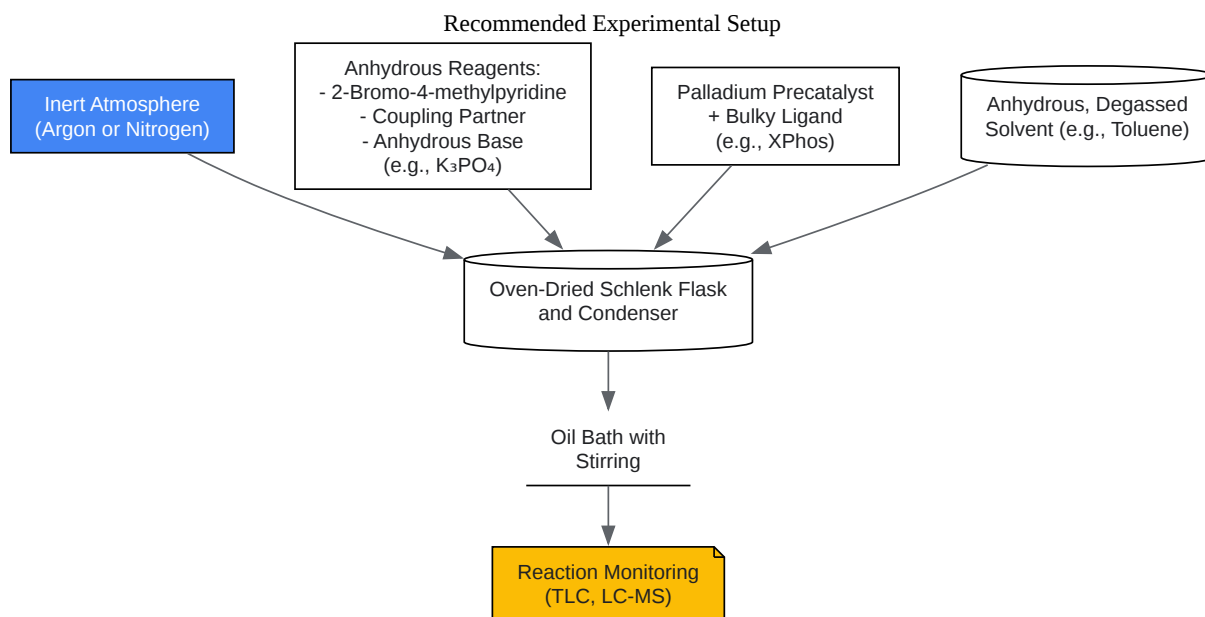 Recommended Experimental Setup
Inert Atmosphere
(Argon or Nitrogen)
Anhydrous Reagents:
- 2-Bromo-4-methylpyridine
- Coupling Partner
- Anhydrous Base
(e.g., K₃PO₄)
Palladium Precatalyst
+ Bulky Ligand
(e.g., XPhos)
Anhydrous, Degassed
Solvent (e.g., Toluene)
Oven-Dried Schlenk Flask
and Condenser
Oil Bath with
Stirring
Reaction Monitoring
(TLC, LC-MS)